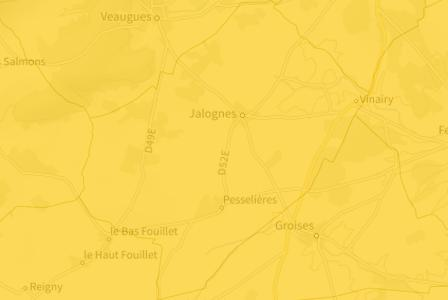 Veaugues
Salmons
Vinairy
Jalognes
D49E
D52E
Pesselières
Groises
le Bas Fouillet
le Haut Fouillet
Reigny